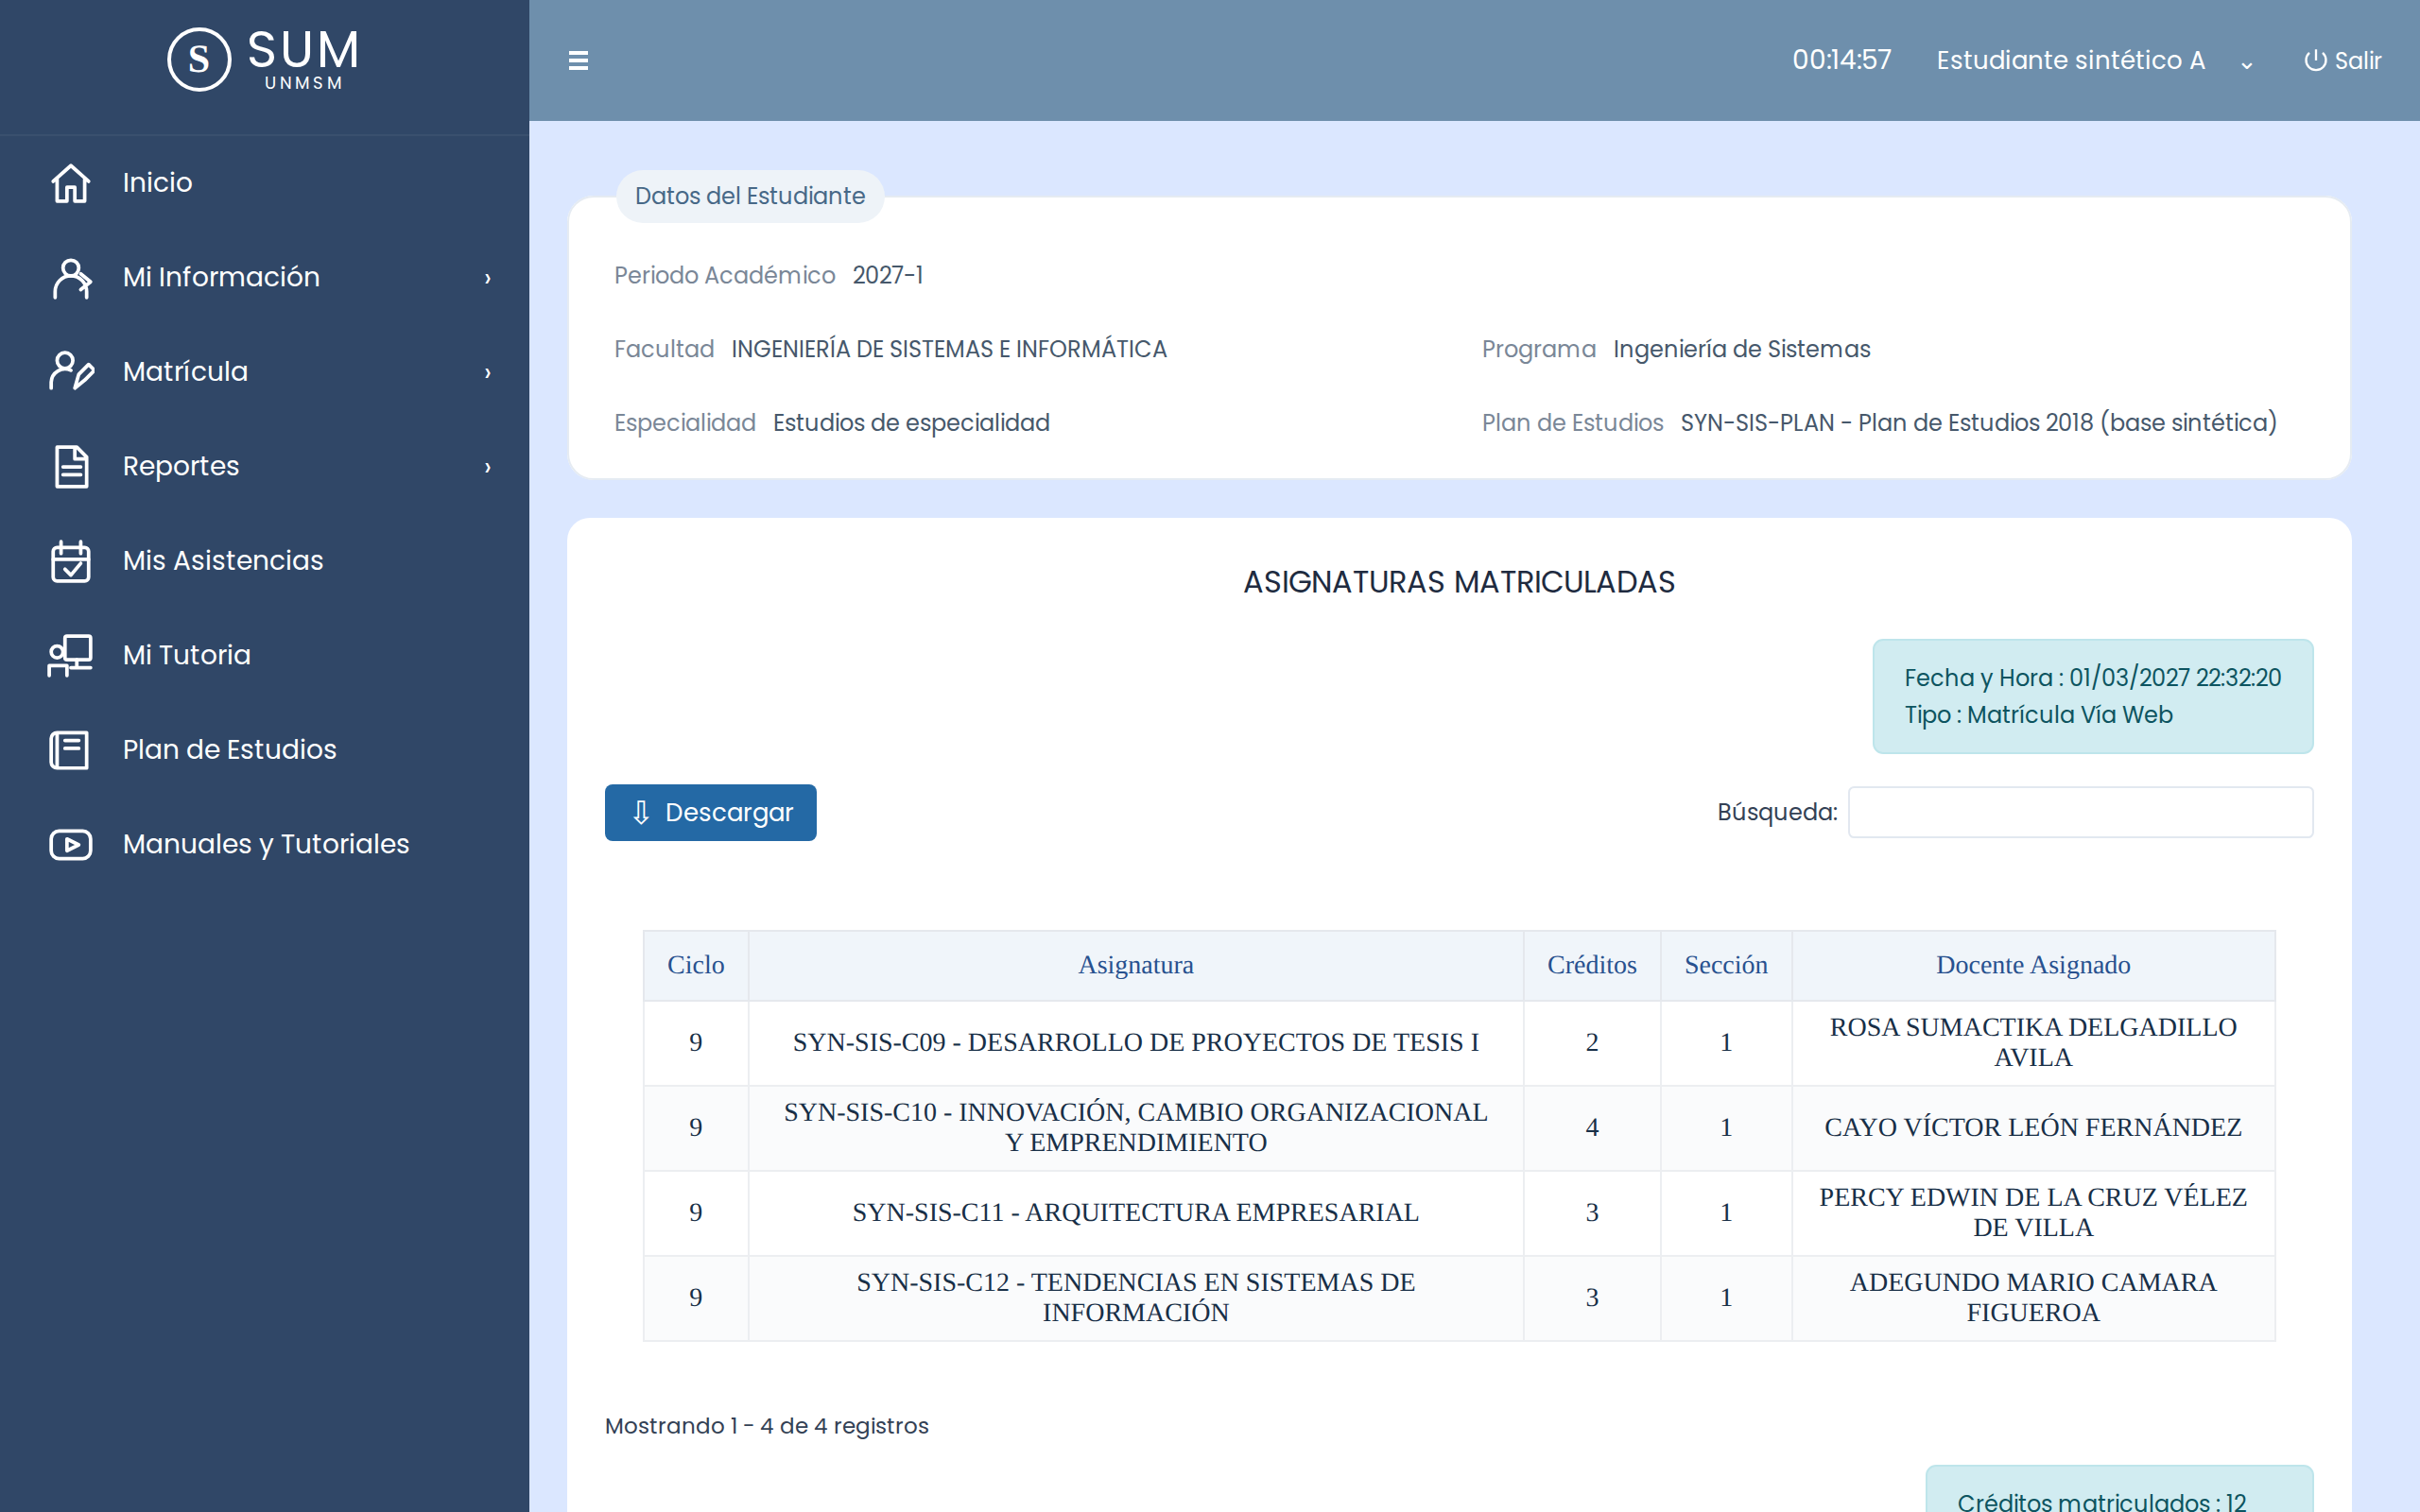 S SUM
UNMSM
00:14:57 Estudiante sintético A Salir
Inicio
Mi Información
Matrícula
Reportes
Mis Asistencias
Mi Tutoria
Plan de Estudios
Manuales y Tutoriales
Datos del Estudiante
Periodo Académico 2027-1
Facultad INGENIERÍA DE SISTEMAS E INFORMÁTICA Programa Ingeniería de Sistemas
Especialidad Estudios de especialidad Plan de Estudios SYN-SIS-PLAN - Plan de Estudios 2018 (base sintética)
ASIGNATURAS MATRICULADAS
Fecha y Hora : 01/03/2027 22:32:20
Tipo : Matrícula Vía Web
Descargar Búsqueda:
Ciclo Asignatura Créditos Sección Docente Asignado
9 SYN-SIS-C09 - DESARROLLO DE PROYECTOS DE TESIS I 2 1 ROSA SUMACTIKA DELGADILLO
AVILA
9 SYN-SIS-C10 - INNOVACIÓN, CAMBIO ORGANIZACIONAL
Y EMPRENDIMIENTO 4 1 CAYO VÍCTOR LEÓN FERNÁNDEZ
9 SYN-SIS-C11 - ARQUITECTURA EMPRESARIAL 3 1 PERCY EDWIN DE LA CRUZ VÉLEZ
DE VILLA
9 SYN-SIS-C12 - TENDENCIAS EN SISTEMAS DE
INFORMACIÓN 3 1 ADEGUNDO MARIO CAMARA
FIGUEROA
Mostrando 1 - 4 de 4 registros
Créditos matriculados : 12